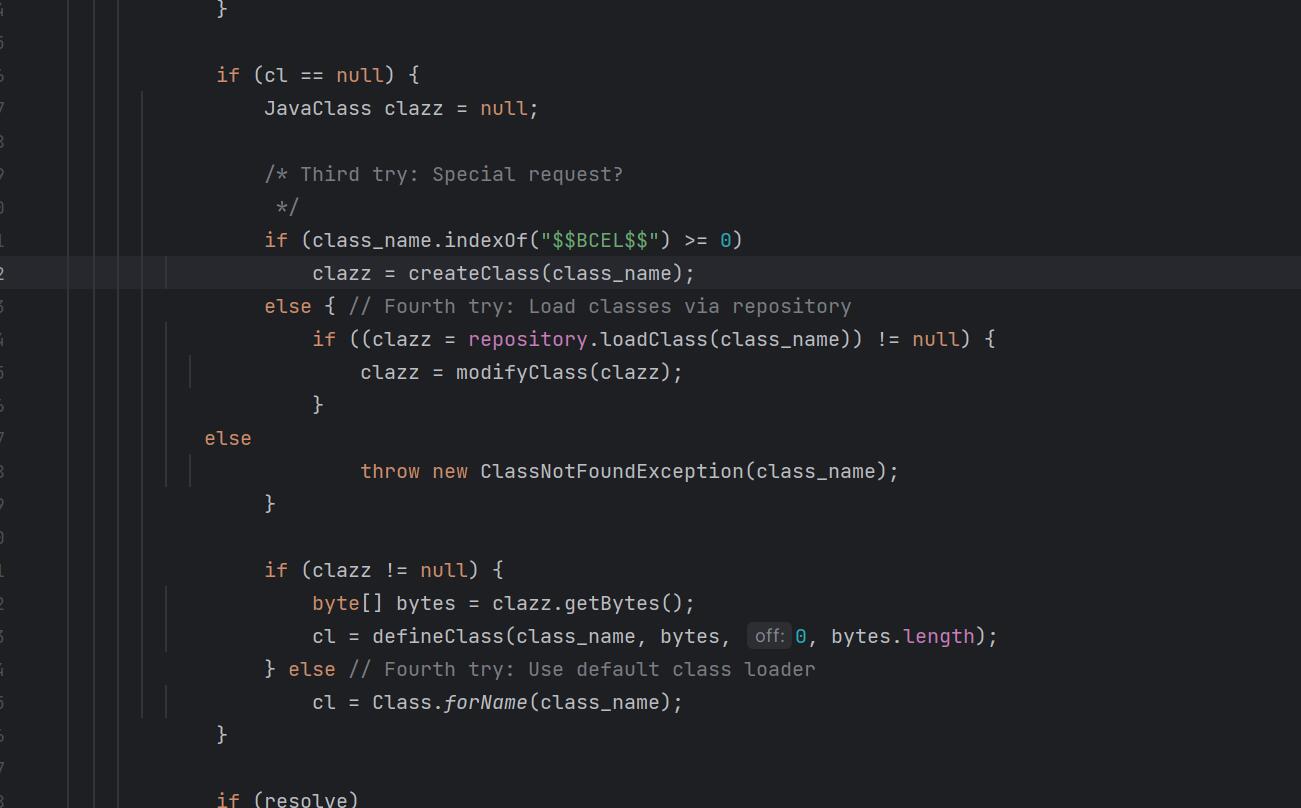 }
if (cl == null) {
JavaClass clazz = null;
/* Third try: Special request?
*/
if (class_name.indexOf("$$BCEL$$") >= 0)
clazz = createClass(class_name);
else { // Fourth try: Load classes via repository
if ((clazz = repository.loadClass(class_name)) != null) {
clazz = modifyClass(clazz);
}
else
throw new ClassNotFoundException(class_name);
}
if (clazz != null) {
byte[] bytes = clazz.getBytes();
cl = defineClass(class_name, bytes, off: 0, bytes.length);
} else // Fourth try: Use default class loader
cl = Class.forName(class_name);
}
if (resolve)